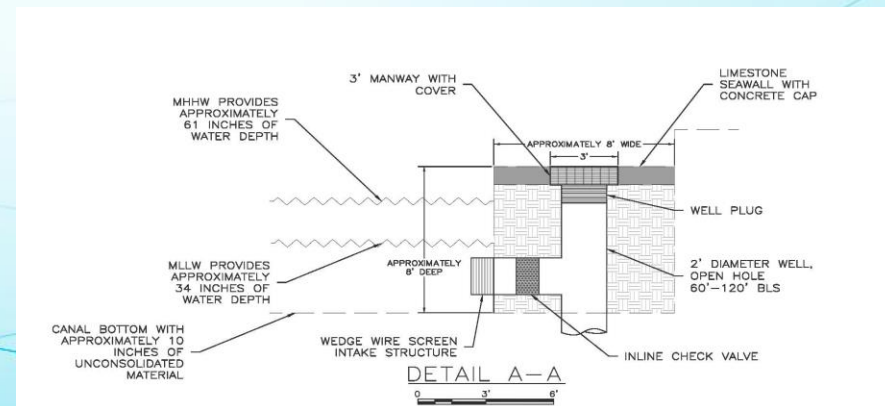 3' MANWAY WITH
COVER
LIMESTONE
SEAWALL WITH
CONCRETE CAP
MHHW PROVIDES
APPROXIMATELY
61 INCHES OF
WATER DEPTH
APPROXIMATELY 8' WIDE
3'
WELL PLUG
MLLW PROVIDES
APPROXIMATELY
34 INCHES OF
WATER DEPTH
APPROXIMATELY
8' DEEP
2' DIAMETER WELL,
OPEN HOLE
60'-120' BLS
CANAL BOTTOM WITH
APPROXIMATELY 10
INCHES OF
UNCONSOLIDATED
MATERIAL
WEDGE WIRE SCREEN
INTAKE STRUCTURE
INLINE CHECK VALVE
DETAIL A-A
0 3' 6'